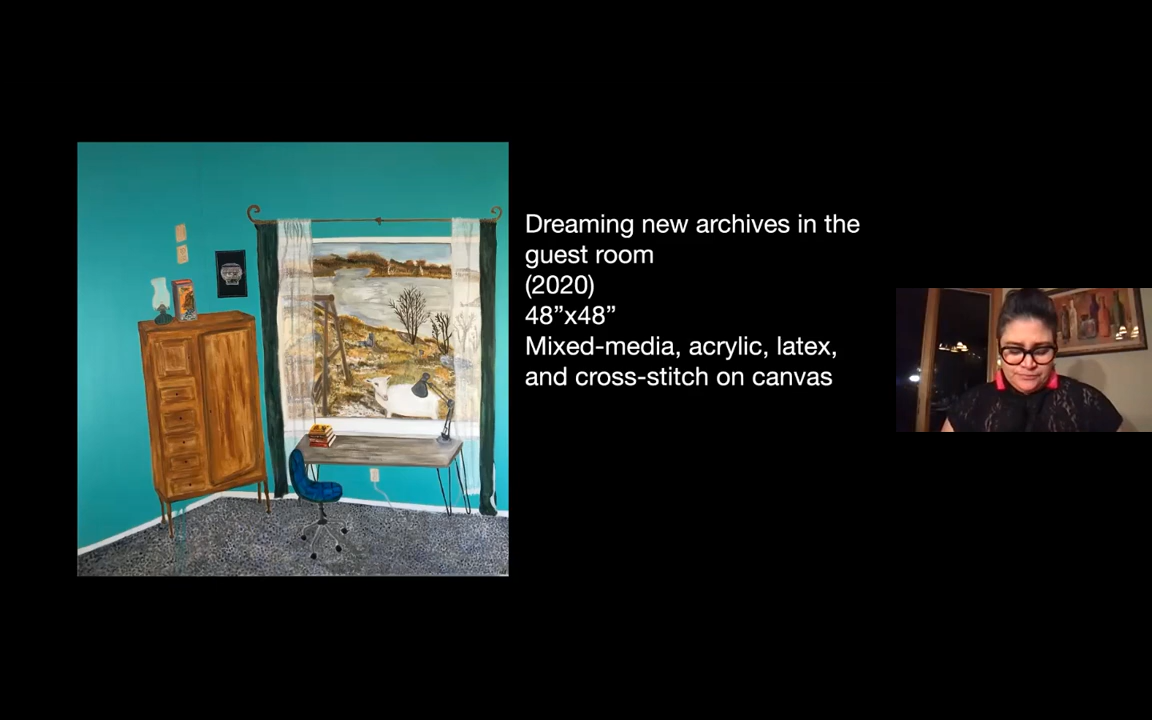 Dreaming new archives in the
guest room
(2020)
48”x48”
Mixed-media, acrylic, latex,
and cross-stitch on canvas